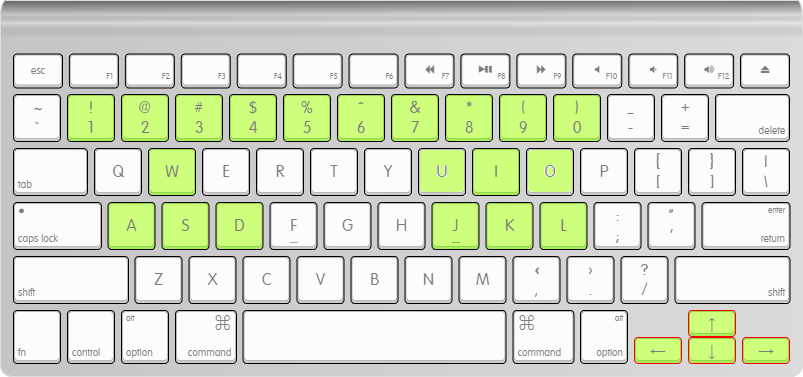 esc F1 F2 F3 F4 F5 F6 F7 F8 F9 F10 F11 F12
~ ! @ # $ % ^ & * ( ) _ +
` 1 2 3 4 5 6 7 8 9 0 - = delete
tab Q W E R T Y U I O P [ ] |
[ ] \
caps lock A S D F G H J K L : " enter
; ' return
shift Z X C V B N M < > ? shift
, . /
alt ⌘ ⌘ alt ↑
fn control option command command option ← ↓ →